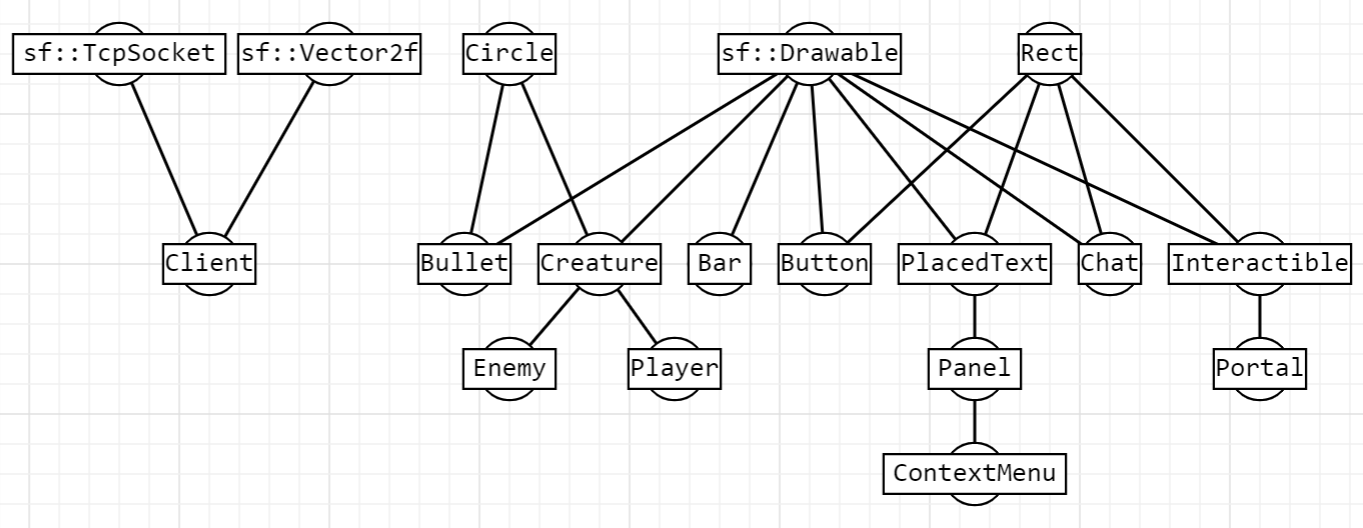 sf::TcpSocket
sf::Vector2f
Circle
sf::Drawable
Rect
Client
Bullet
Creature
Bar
Button
PlacedText
Chat
Interactible
Enemy
Player
Panel
Portal
ContextMenu